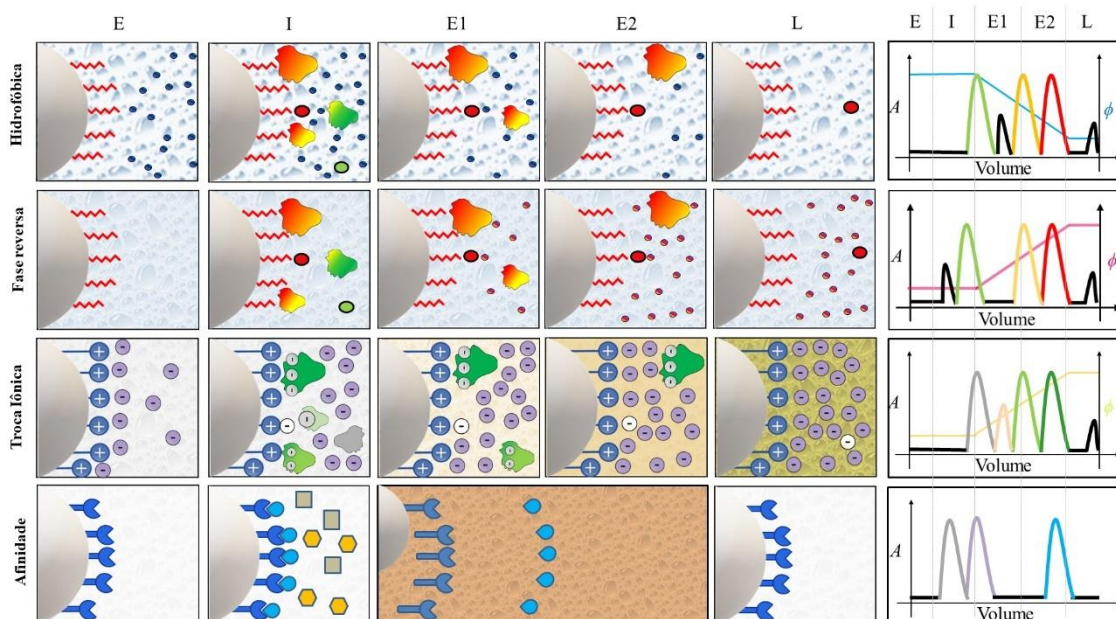 E I E1 E2 L
E I E1 E2 L
Hidrofóbica
A
ϕ
Volume
Fase reversa
A
ϕ
Volume
Troca Iônica
A
ϕ
Volume
Afinidade
A
Volume